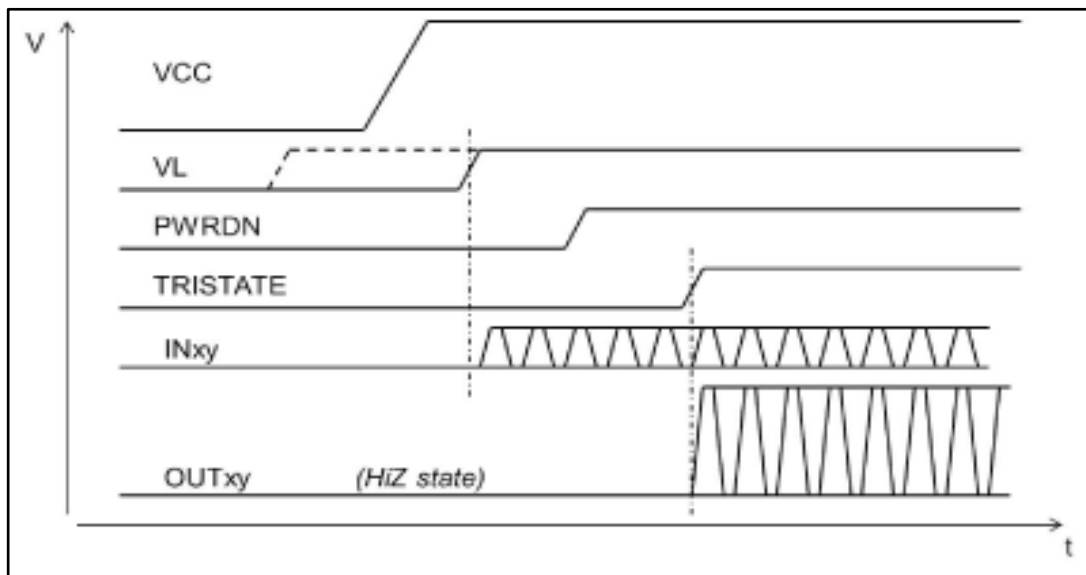 V
VCC
VL
PWRDN
TRISTATE
INxy
OUTxy (HiZ state)
t